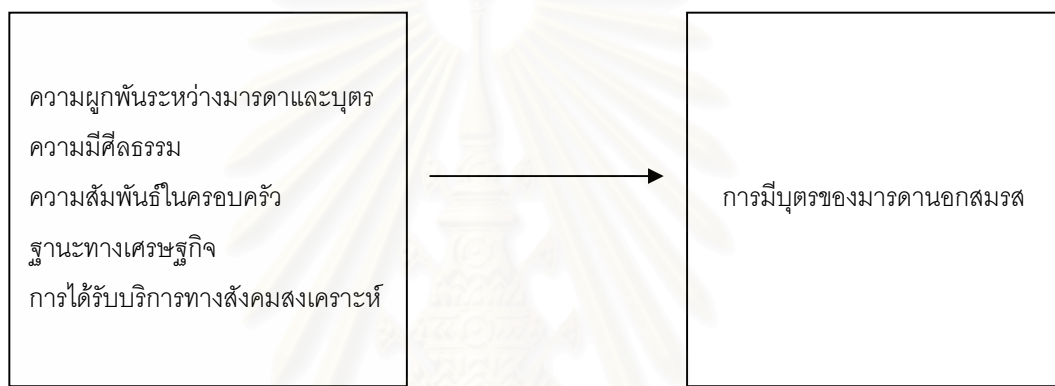 ความผูกพันระหว่างมารดาและบุตร
ความมีศีลธรรม
ความสัมพันธ์ในครอบครัว
ฐานะทางเศรษฐกิจ
การได้รับบริการทางสังคมสงเคราะห์
การมีบุตรของมารดานอกสมรส